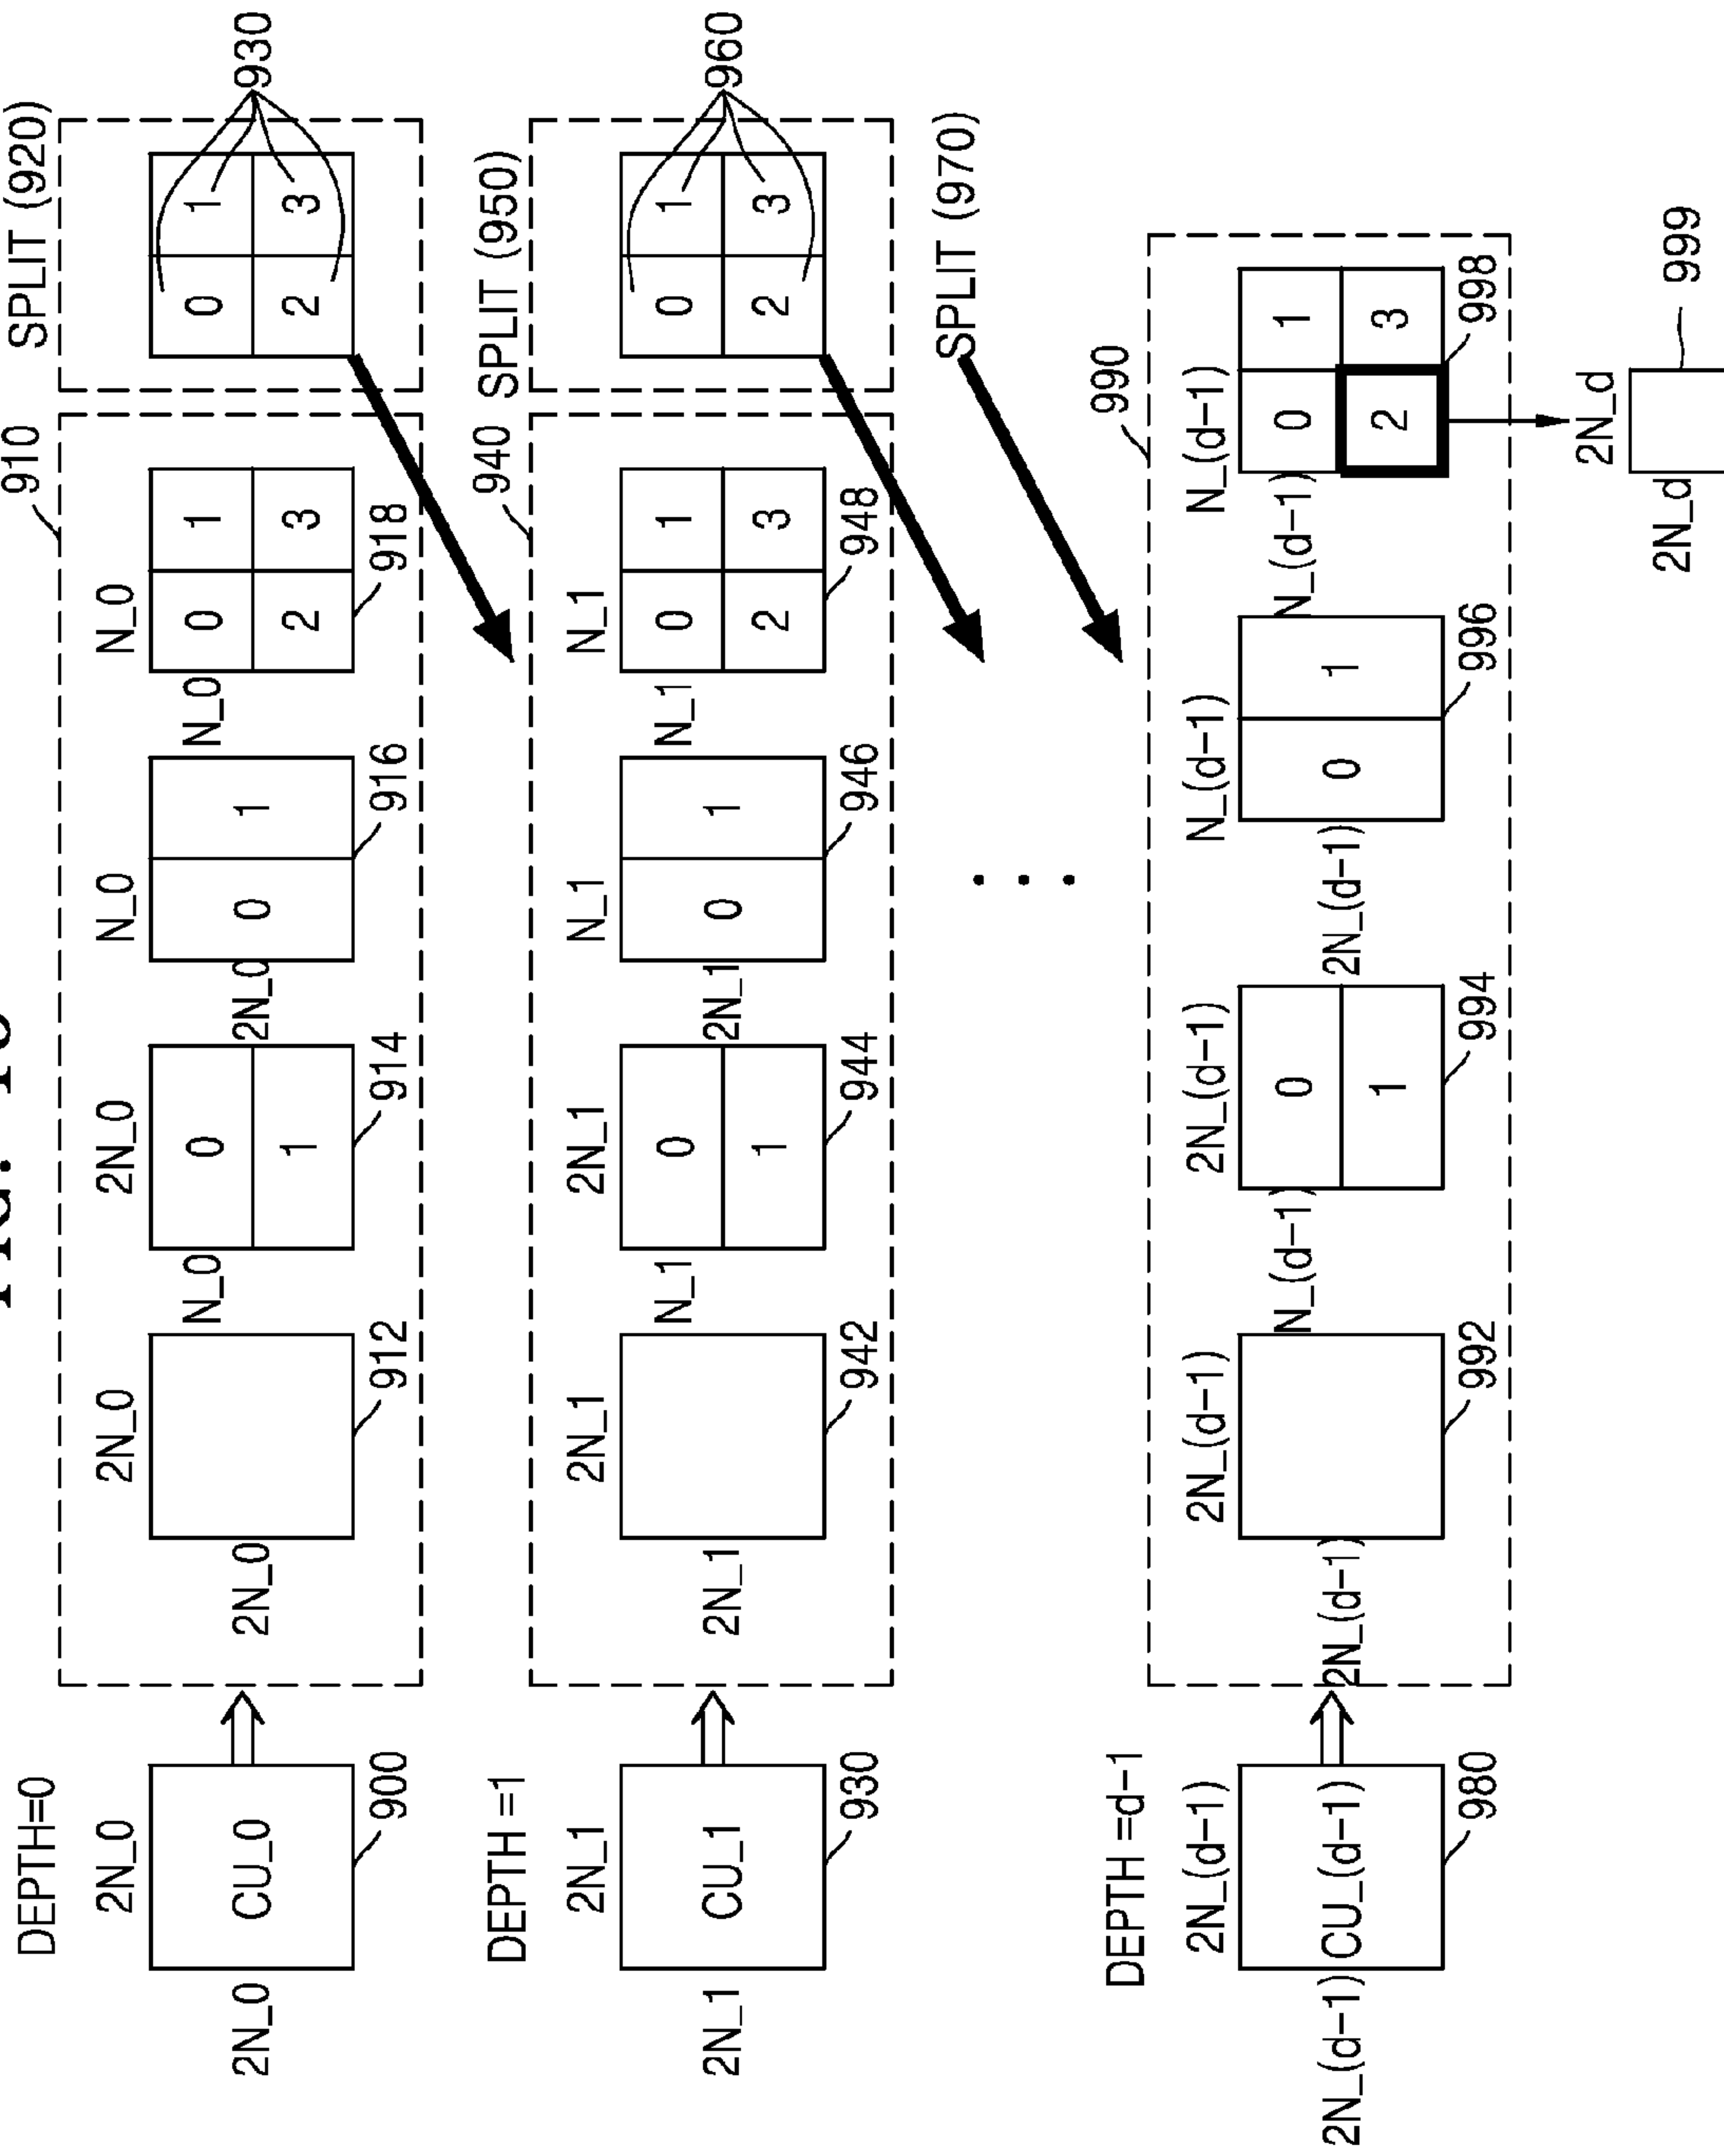 DEPTH=0
2N_0
2N_0
CU_0
900
910
2N_0
2N_0
912
2N_0
N_0
0
1
914
N_0
2N_0
0 1
916
N_0
N_0
0 1
2 3
918
SPLIT (920)
0 1
2 3
930
DEPTH =1
2N_1
2N_1
CU_1
930
940
2N_1
2N_1
942
2N_1
N_1
0
1
944
N_1
2N_1
0 1
946
N_1
N_1
0 1
2 3
948
SPLIT (950)
0 1
2 3
960
SPLIT (970)
DEPTH =d-1
2N_(d-1)
2N_(d-1)
CU_(d-1)
980
990
2N_(d-1)
2N_(d-1)
992
2N_(d-1)
N_(d-1)
0
1
994
N_(d-1)
2N_(d-1)
0 1
996
N_(d-1)
N_(d-1)
0 1
2 3
998
2N_d
2N_d
999